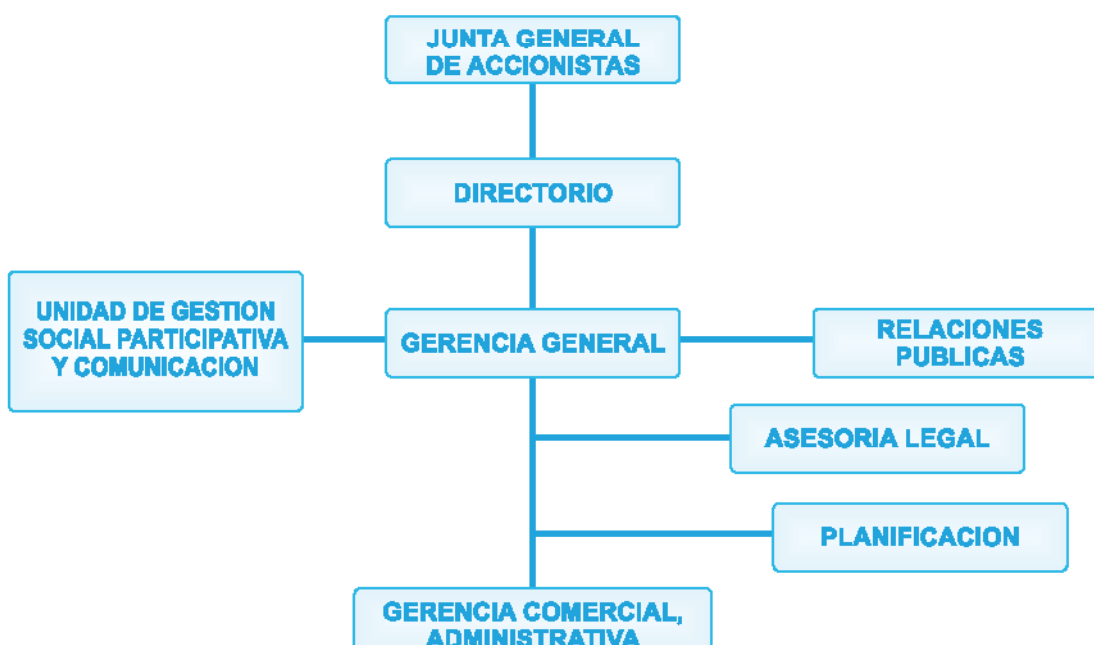 JUNTA GENERAL
DE ACCIONISTAS
DIRECTORIO
UNIDAD DE GESTION
SOCIAL PARTICIPATIVA
Y COMUNICACION
GERENCIA GENERAL
RELACIONES
PUBLICAS
ASESORIA LEGAL
PLANIFICACION
GERENCIA COMERCIAL,
ADMINISTRATIVA